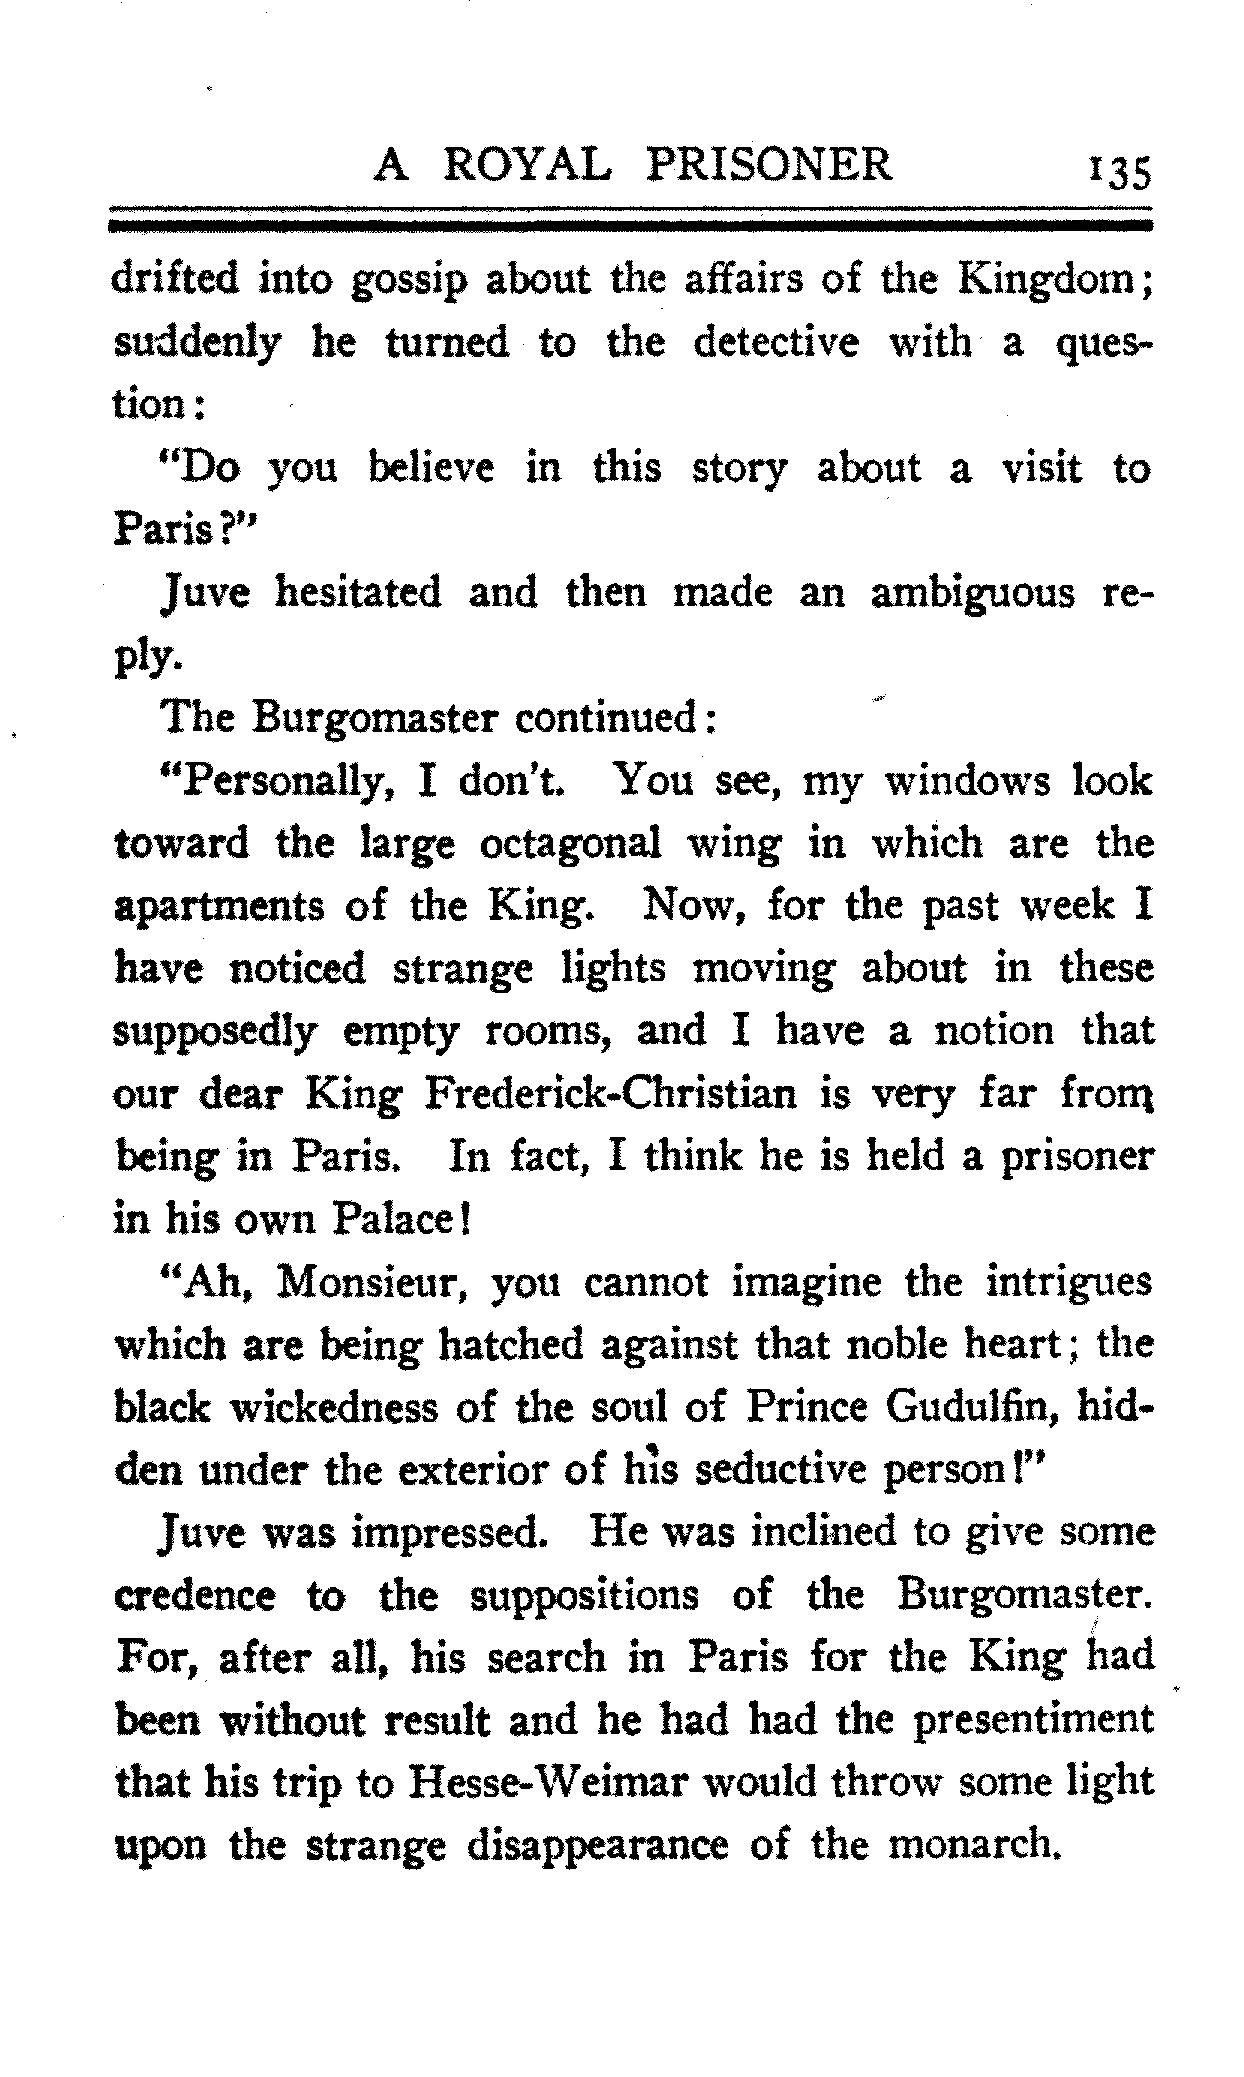 A ROYAL PRISONER 135
drifted into gossip about the affairs of the Kingdom;
suddenly he turned to the detective with a ques-
tion:
“Do you believe in this story about a visit to
Paris?”
Juve hesitated and then made an ambiguous re-
ply.
The Burgomaster continued:
“Personally, I don't. You see, my windows look
toward the large octagonal wing in which are the
apartments of the King. Now, for the past week I
have noticed strange lights moving about in these
supposedly empty rooms, and I have a notion that
our dear King Frederick-Christian is very far from
being in Paris. In fact, I think he is held a prisoner
in his own Palace!
“Ah, Monsieur, you cannot imagine the intrigues
which are being hatched against that noble heart; the
black wickedness of the soul of Prince Gudulfin, hid-
den under the exterior of his seductive person!”
Juve was impressed. He was inclined to give some
credence to the suppositions of the Burgomaster.
For, after all, his search in Paris for the King had
been without result and he had had the presentiment
that his trip to Hesse-Weimar would throw some light
upon the strange disappearance of the monarch.